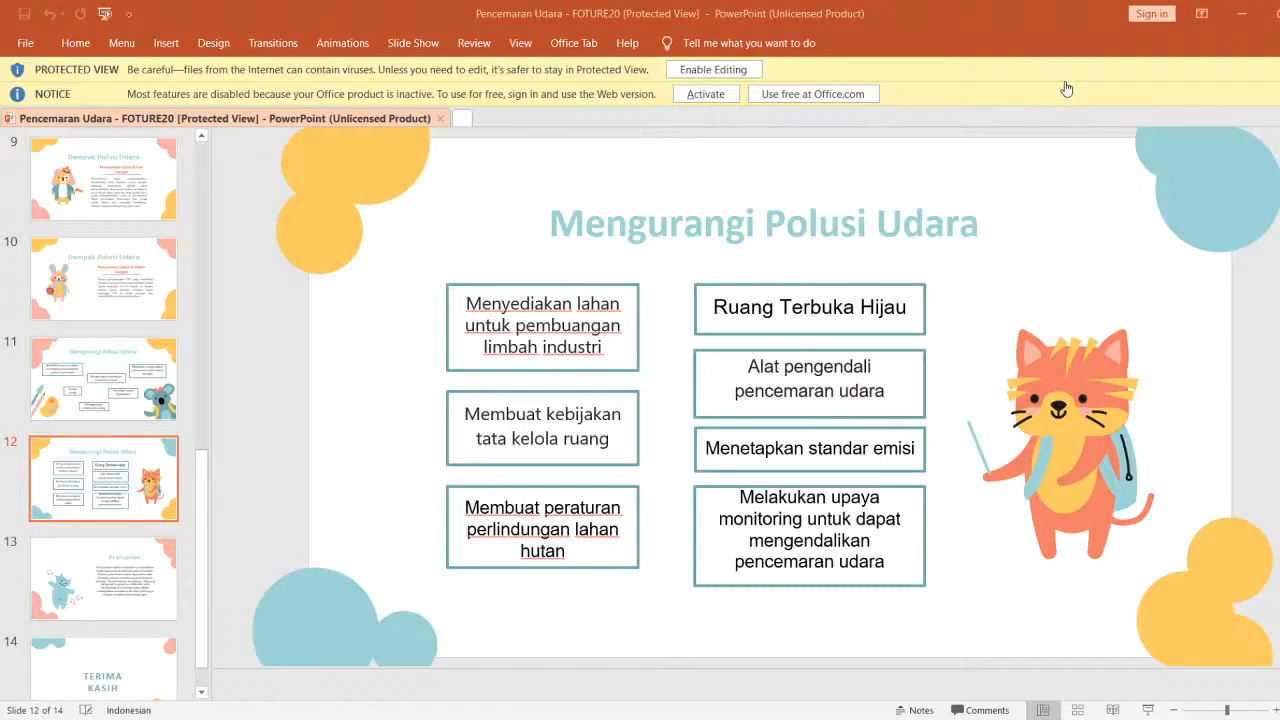 Pencemaran Udara - FOTURE20 [Protected View] - PowerPoint (Unlicensed Product)
Sign in
File Home Menu Insert Design Transitions Animations Slide Show Review View Office Tab Help Tell me what you want to do
PROTECTED VIEW Be careful—files from the Internet can contain viruses. Unless you need to edit, it's safer to stay in Protected View. Enable Editing
NOTICE Most features are disabled because your Office product is inactive. To use for free, sign in and use the Web version. Activate Use free at Office.com
Pencemaran Udara - FOTURE20 [Protected View] - PowerPoint (Unlicensed Product)
9
Dampak Polusi Udara
10
Dampak Polusi Udara
11
Mengurangi Polusi Udara
12
Mengurangi Polusi Udara
13
Kesimpulan
14
TERIMA
KASIH
Mengurangi Polusi Udara
Menyediakan lahan
untuk pembuangan
limbah industri
Membuat kebijakan
tata kelola ruang
Membuat peraturan
perlindungan lahan
hutan
Ruang Terbuka Hijau
Alat pengendali
pencemaran udara
Menetapkan standar emisi
Melakukan upaya
monitoring untuk dapat
mengendalikan
pencemaran udara
Slide 12 of 14 Indonesian Notes Comments